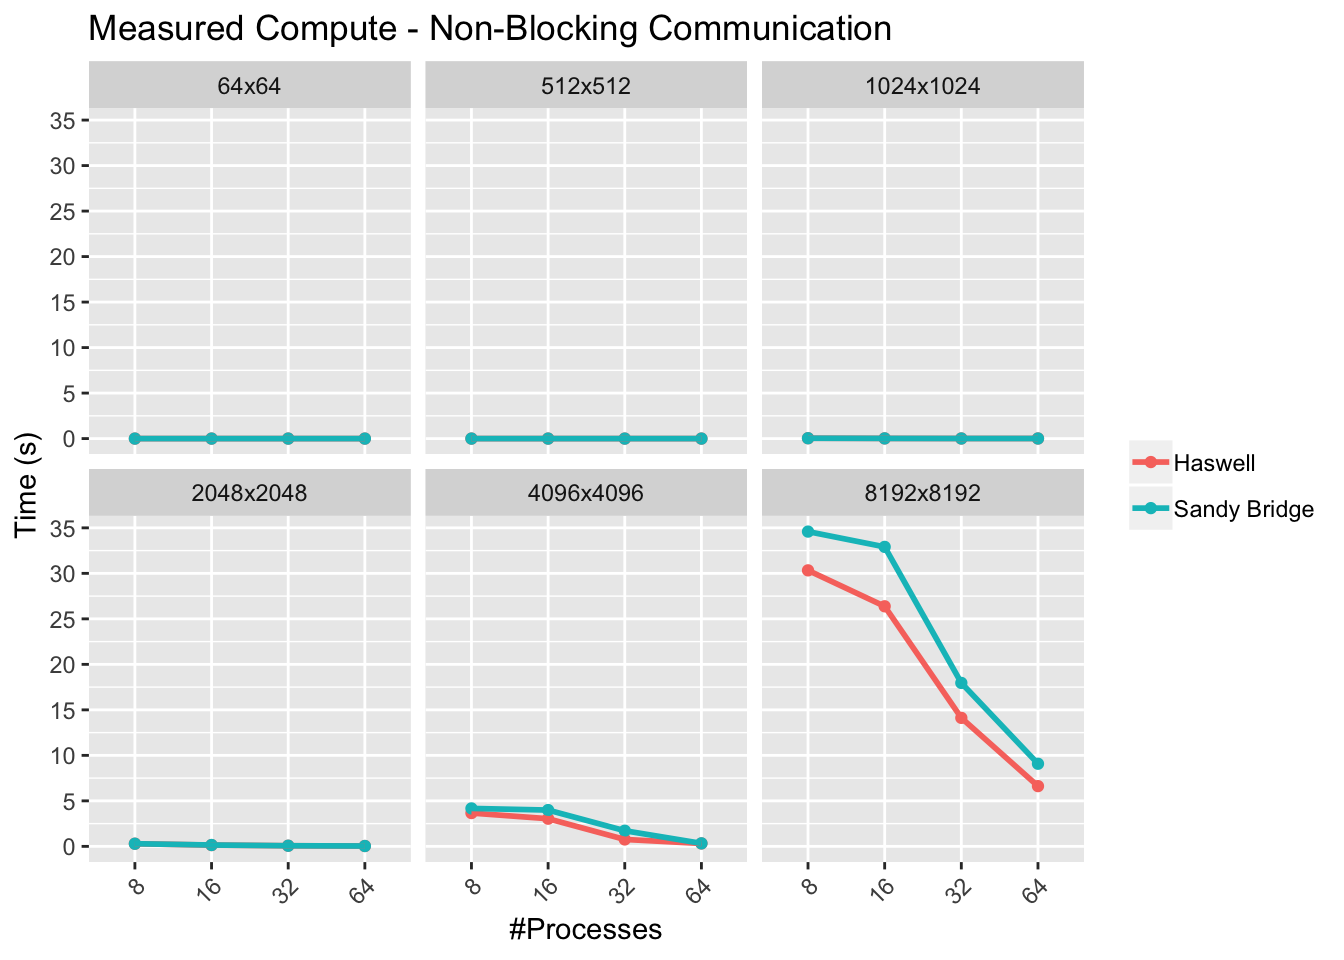 Measured Compute - Non-Blocking Communication
64x64 512x512 1024x1024
35
30
25
20
15
10
5
0
Time (s)
Haswell
Sandy Bridge
2048x2048 4096x4096 8192x8192
35
30
25
20
15
10
5
0
8 16 32 64 8 16 32 64 8 16 32 64
#Processes